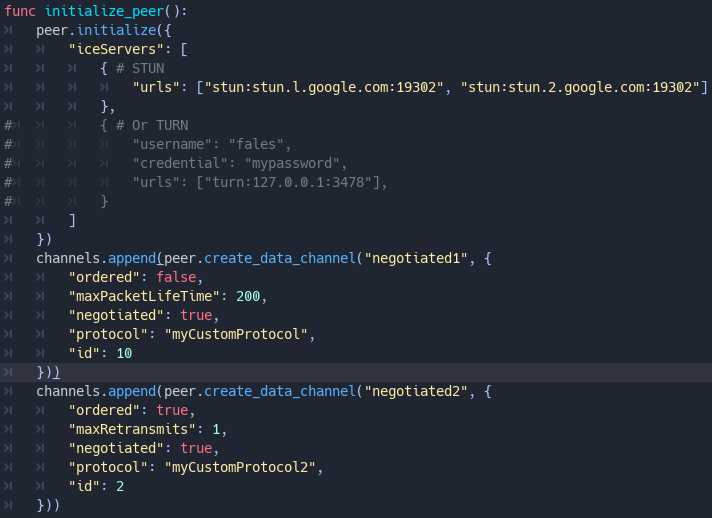 func initialize_peer():
    peer.initialize({
        "iceServers": [
            { # STUN
                "urls": ["stun:stun.l.google.com:19302", "stun:stun.2.google.com:19302"]
            },
#            { # Or TURN
#                "username": "fales",
#                "credential": "mypassword",
#                "urls": ["turn:127.0.0.1:3478"],
#            }
        ]
    })
    channels.append(peer.create_data_channel("negotiated1", {
        "ordered": false,
        "maxPacketLifeTime": 200,
        "negotiated": true,
        "protocol": "myCustomProtocol",
        "id": 10
    }))
    channels.append(peer.create_data_channel("negotiated2", {
        "ordered": true,
        "maxRetransmits": 1,
        "negotiated": true,
        "protocol": "myCustomProtocol2",
        "id": 2
    }))